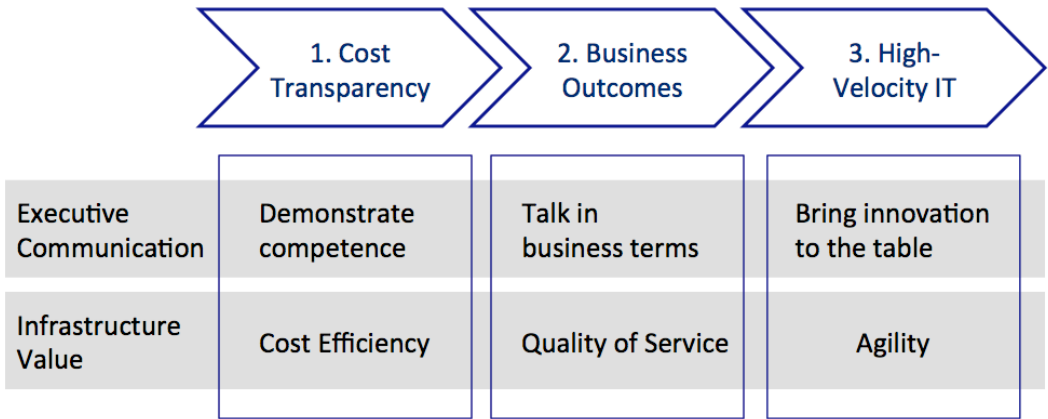 1. Cost
Transparency
2. Business
Outcomes
3. High-
Velocity IT
Executive
Communication
Demonstrate
competence
Talk in
business terms
Bring innovation
to the table
Infrastructure
Value
Cost Efficiency
Quality of Service
Agility